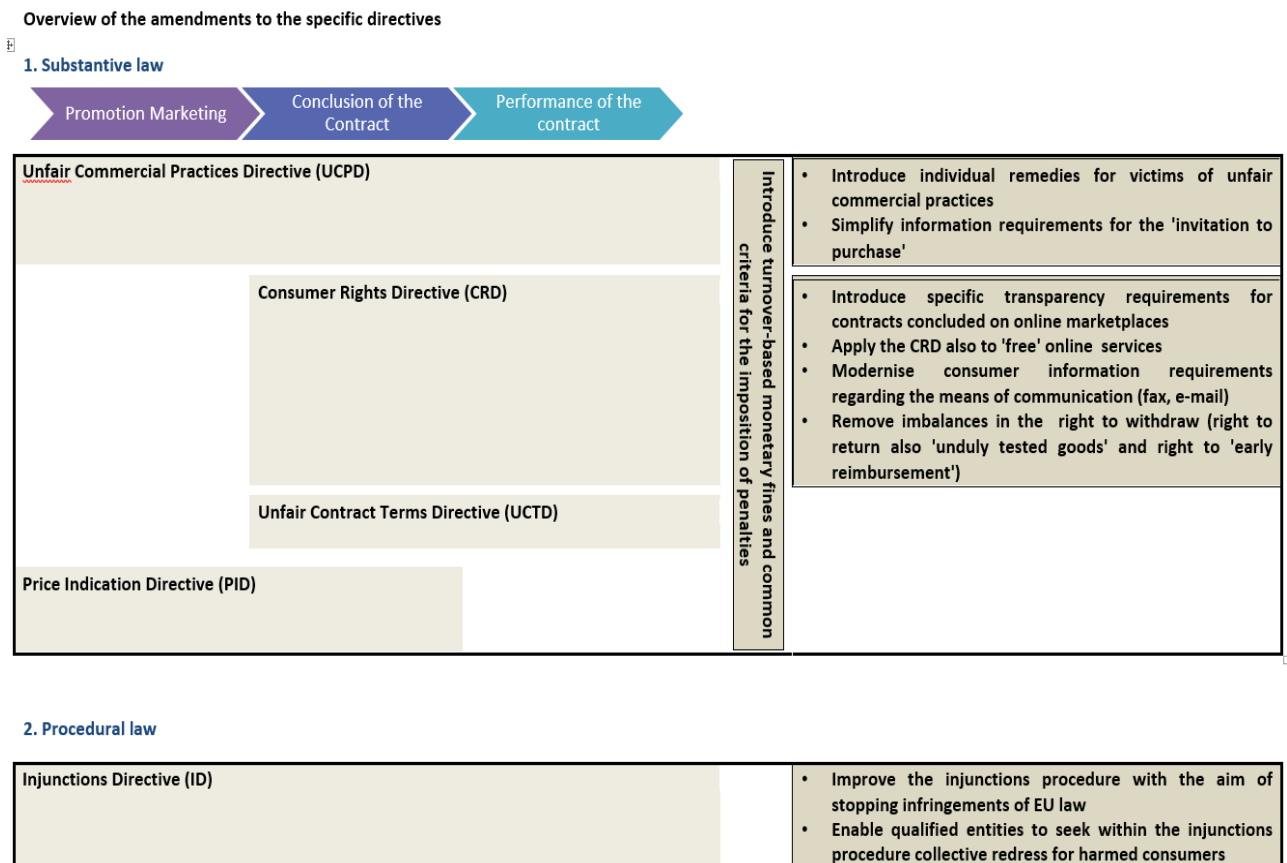 Overview of the amendments to the specific directives
1. Substantive law
Promotion Marketing
Conclusion of the
Contract
Performance of the
contract
Unfair Commercial Practices Directive (UCPD)
Introduce turnover-based monetary fines and common
criteria for the imposition of penalties
• Introduce individual remedies for victims of unfair
commercial practices
• Simplify information requirements for the 'invitation to
purchase'
Consumer Rights Directive (CRD)
• Introduce specific transparency requirements for
contracts concluded on online marketplaces
• Apply the CRD also to 'free' online services
• Modernise consumer information requirements
regarding the means of communication (fax, e-mail)
• Remove imbalances in the right to withdraw (right to
return also 'unduly tested goods' and right to 'early
reimbursement')
Unfair Contract Terms Directive (UCTD)
Price Indication Directive (PID)
2. Procedural law
Injunctions Directive (ID)
• Improve the injunctions procedure with the aim of
stopping infringements of EU law
• Enable qualified entities to seek within the injunctions
procedure collective redress for harmed consumers